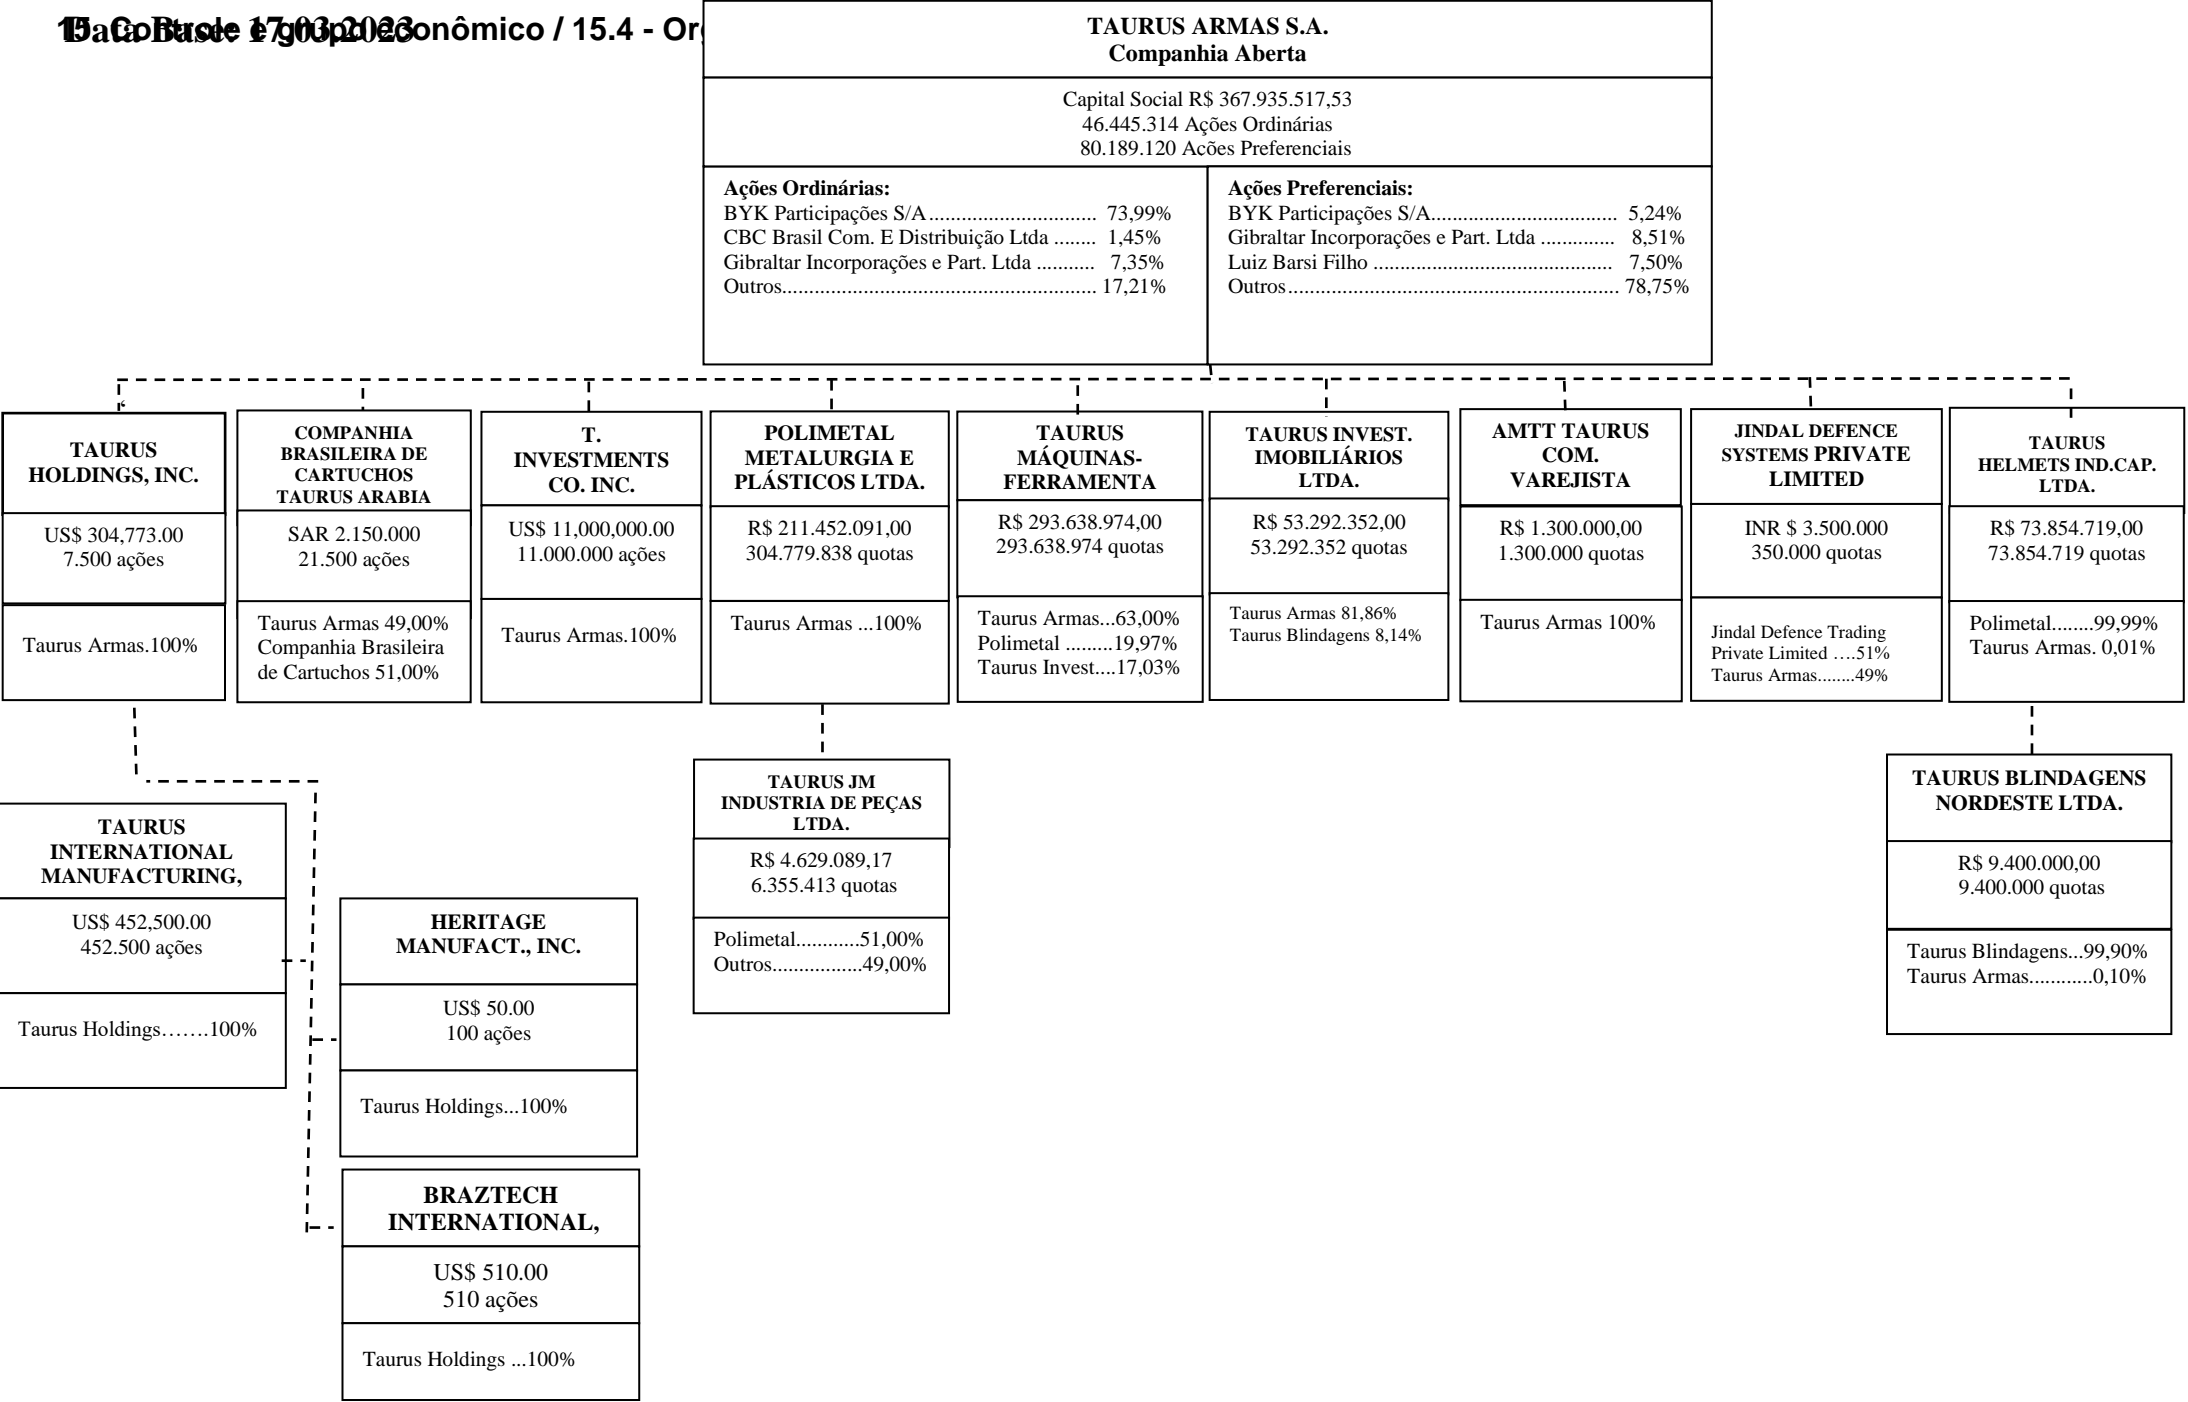 15. Controle e grupo econômico / 15.4 - Or
Data Base: 17.03.2023
TAURUS ARMAS S.A.
Companhia Aberta
Capital Social R$ 367.935.517,53
46.445.314 Ações Ordinárias
80.189.120 Ações Preferenciais
Ações Ordinárias:
BYK Participações S/A................................ 73,99%
CBC Brasil Com. E Distribuição Ltda ........ 1,45%
Gibraltar Incorporações e Part. Ltda ........... 7,35%
Outros........................................................... 17,21%
Ações Preferenciais:
BYK Participações S/A................................... 5,24%
Gibraltar Incorporações e Part. Ltda .............. 8,51%
Luiz Barsi Filho ............................................. 7,50%
Outros.............................................................. 78,75%
TAURUS
HOLDINGS, INC.
US$ 304,773.00
7.500 ações
Taurus Armas.100%
COMPANHIA
BRASILEIRA DE
CARTUCHOS
TAURUS ARABIA
SAR 2.150.000
21.500 ações
Taurus Armas 49,00%
Companhia Brasileira
de Cartuchos 51,00%
T.
INVESTMENTS
CO. INC.
US$ 11,000,000.00
11.000.000 ações
Taurus Armas.100%
POLIMETAL
METALURGIA E
PLÁSTICOS LTDA.
R$ 211.452.091,00
304.779.838 quotas
Taurus Armas ...100%
TAURUS
MÁQUINAS-
FERRAMENTA
R$ 293.638.974,00
293.638.974 quotas
Taurus Armas...63,00%
Polimetal .........19,97%
Taurus Invest....17,03%
TAURUS INVEST.
IMOBILIÁRIOS
LTDA.
R$ 53.292.352,00
53.292.352 quotas
Taurus Armas 81,86%
Taurus Blindagens 8,14%
AMTT TAURUS
COM.
VAREJISTA
R$ 1.300.000,00
1.300.000 quotas
Taurus Armas 100%
JINDAL DEFENCE
SYSTEMS PRIVATE
LIMITED
INR $ 3.500.000
350.000 quotas
Jindal Defence Trading
Private Limited ….51%
Taurus Armas........49%
TAURUS
HELMETS IND.CAP.
LTDA.
R$ 73.854.719,00
73.854.719 quotas
Polimetal........99,99%
Taurus Armas. 0,01%
TAURUS
INTERNATIONAL
MANUFACTURING,
US$ 452,500.00
452.500 ações
Taurus Holdings…….100%
HERITAGE
MANUFACT., INC.
US$ 50.00
100 ações
Taurus Holdings...100%
BRAZTECH
INTERNATIONAL,
US$ 510.00
510 ações
Taurus Holdings ...100%
TAURUS JM
INDUSTRIA DE PEÇAS
LTDA.
R$ 4.629.089,17
6.355.413 quotas
Polimetal............51,00%
Outros.................49,00%
TAURUS BLINDAGENS
NORDESTE LTDA.
R$ 9.400.000,00
9.400.000 quotas
Taurus Blindagens...99,90%
Taurus Armas............0,10%